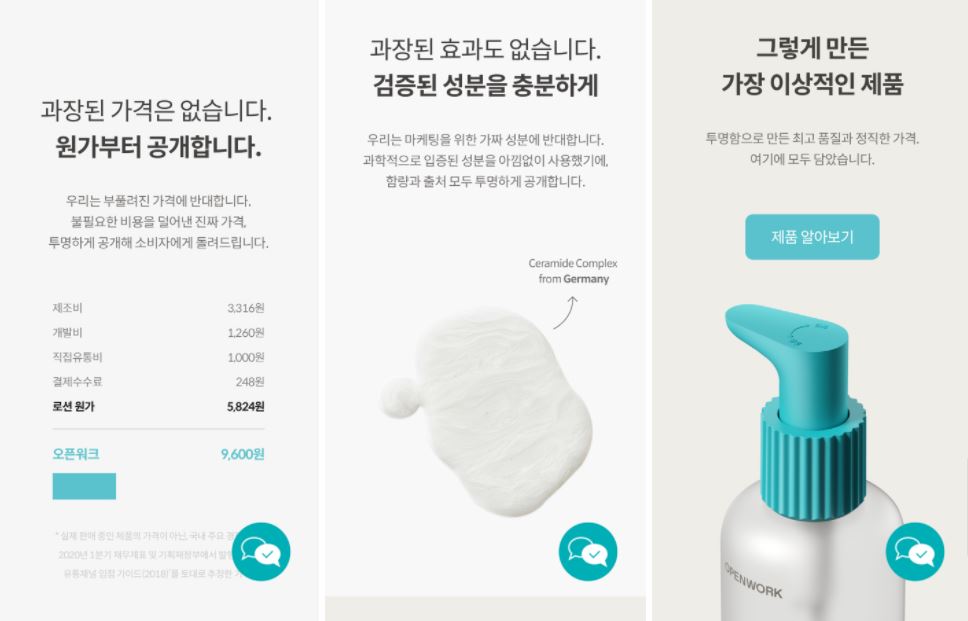 과장된 가격은 없습니다.
원가부터 공개합니다.
우리는 부풀려진 가격에 반대합니다.
불필요한 비용을 덜어낸 진짜 가격,
투명하게 공개해 소비자에게 돌려드립니다.
제조비 3,316원
개발비 1,260원
직접유통비 1,000원
결제수수료 248원
로션 원가 5,824원
오픈워크 9,600원
* 실제 판매 중인 제품의 가격이 아닌, 국내 주요
2020년 1분기 재무제표 및 기획재정부에서
유통채널 입점 가이드(2018)'를 토대로 추정한
과장된 효과도 없습니다.
검증된 성분을 충분하게
우리는 마케팅을 위한 가짜 성분에 반대합니다.
과학적으로 입증된 성분을 아낌없이 사용했기에,
함량과 출처 모두 투명하게 공개합니다.
Ceramide Complex
from Germany
그렇게 만든
가장 이상적인 제품
투명함으로 만든 최고 품질과 정직한 가격.
여기에 모두 담았습니다.
제품 알아보기
OPENWORK